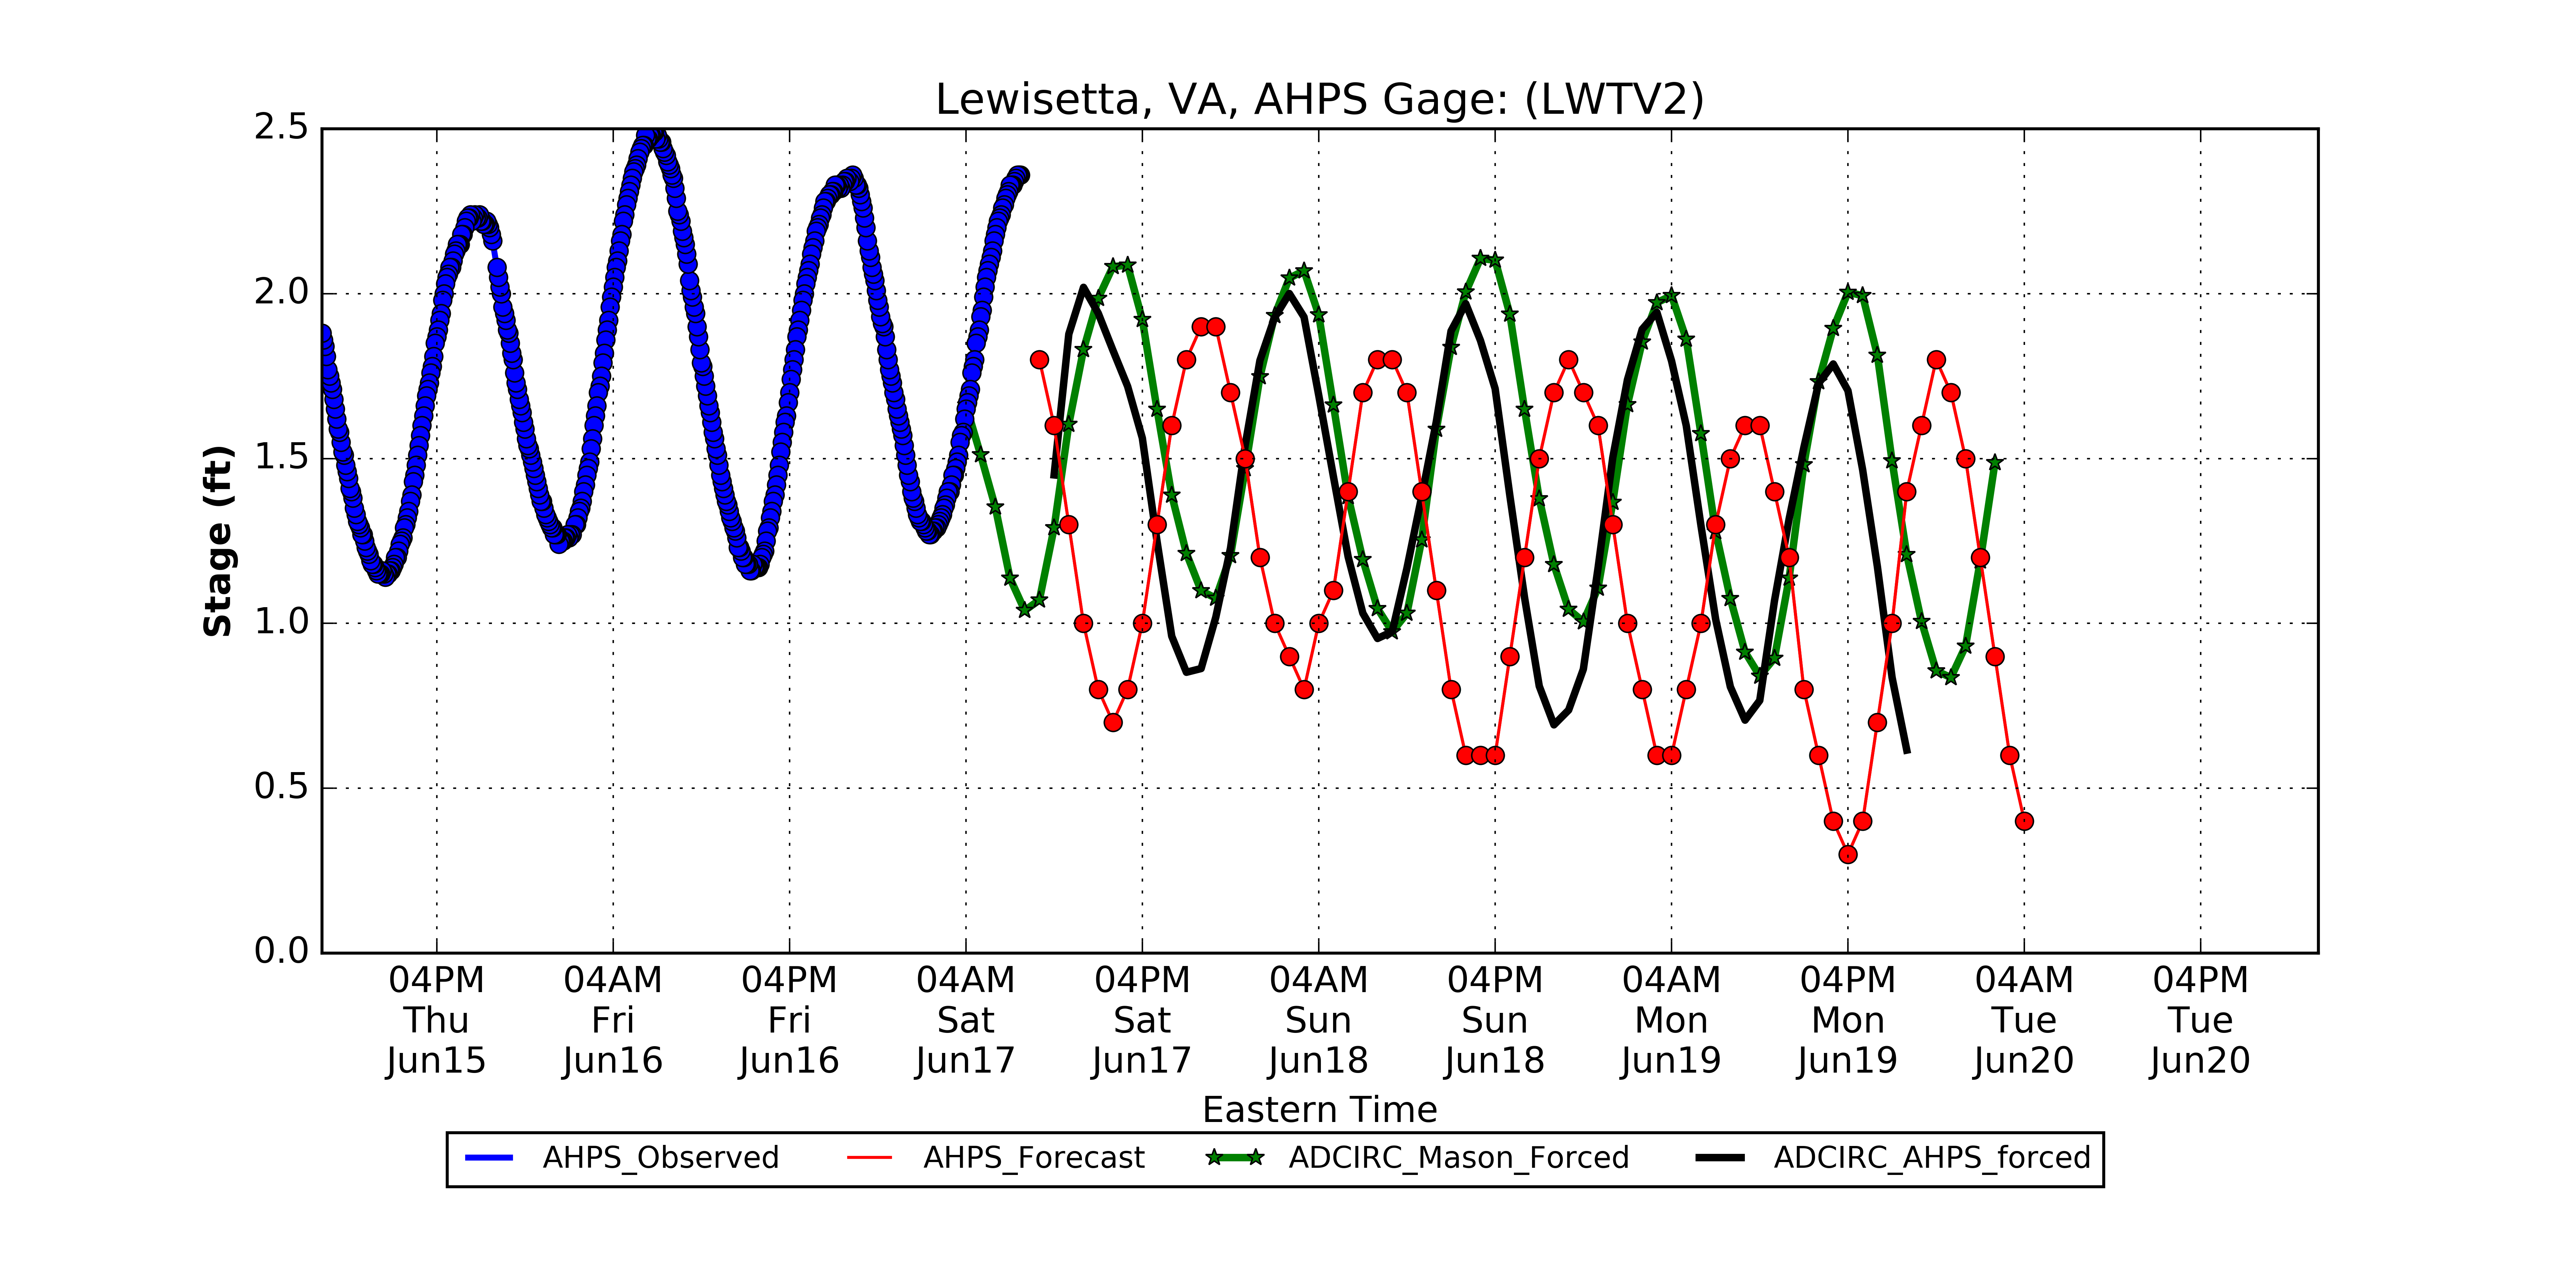 Lewisetta, VA, AHPS Gage: (LWTV2)
2.5
2.0
1.5
1.0
0.5
0.0
Stage (ft)
04PM 04AM 04PM 04AM 04PM 04AM 04PM 04AM 04PM 04AM 04PM
Thu Fri Fri Sat Sat Sun Sun Mon Mon Tue Tue
Jun15 Jun16 Jun16 Jun17 Jun17 Jun18 Jun18 Jun19 Jun19 Jun20 Jun20
Eastern Time
AHPS_Observed AHPS_Forecast ADCIRC_Mason_Forced ADCIRC_AHPS_forced